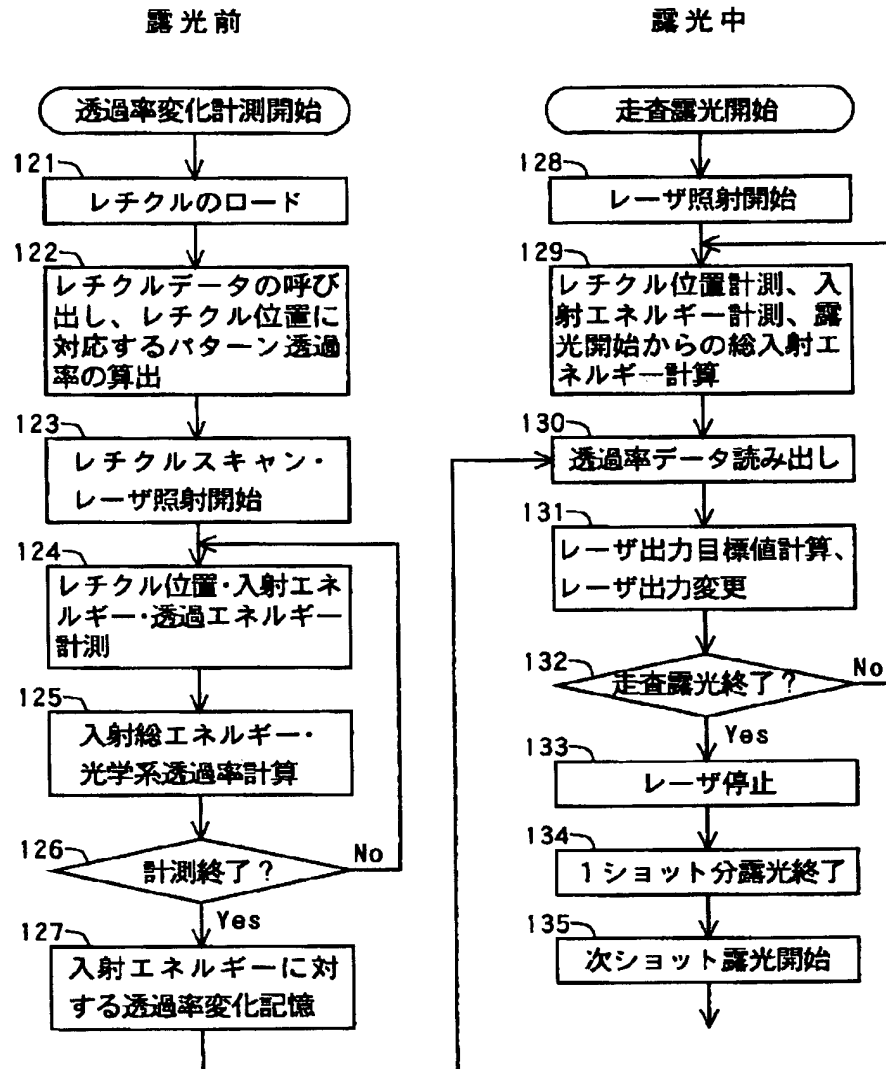 露光前
透過率変化計測開始
121
レチクルのロード
122
レチクルデータの呼び
出し、レチクル位置に
対応するパターン透過
率の算出
123
レチクルスキャン・
レーザ照射開始
124
レチクル位置・入射エネ
ルギー・透過エネルギー
計測
125
入射総エネルギー・
光学系透過率計算
126
計測終了?
No
Yes
127
入射エネルギーに対
する透過率変化記憶
露光中
走査露光開始
128
レーザ照射開始
129
レチクル位置計測、入
射エネルギー計測、露
光開始からの総入射エ
ネルギー計算
130
透過率データ読み出し
131
レーザ出力目標値計算、
レーザ出力変更
132
走査露光終了?
No
Yes
133
レーザ停止
134
1ショット分露光終了
135
次ショット露光開始